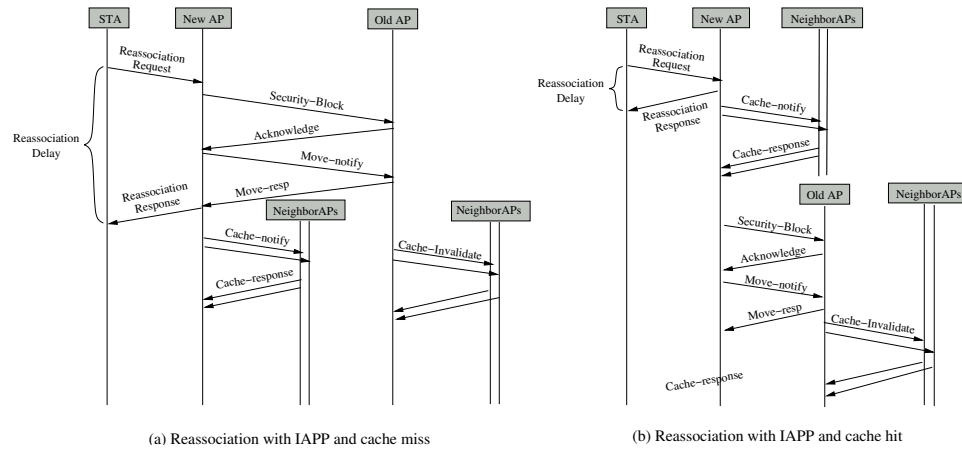 STA
New AP
Old AP
Reassociation
Request
Security−Block
Acknowledge
Reassociation
Delay
Move−notify
Move−resp
Reassociation
Response
NeighborAPs
NeighborAPs
Cache−notify
Cache−Invalidate
Cache−response
(a) Reassociation with IAPP and cache miss
STA
New AP
NeighborAPs
Reassociation
Request
Reassociation
Delay
Cache−notify
Reassociation
Response
Cache−response
Old AP
NeighborAPs
Security−Block
Acknowledge
Move−notify
Move−resp
Cache−Invalidate
Cache−response
(b) Reassociation with IAPP and cache hit